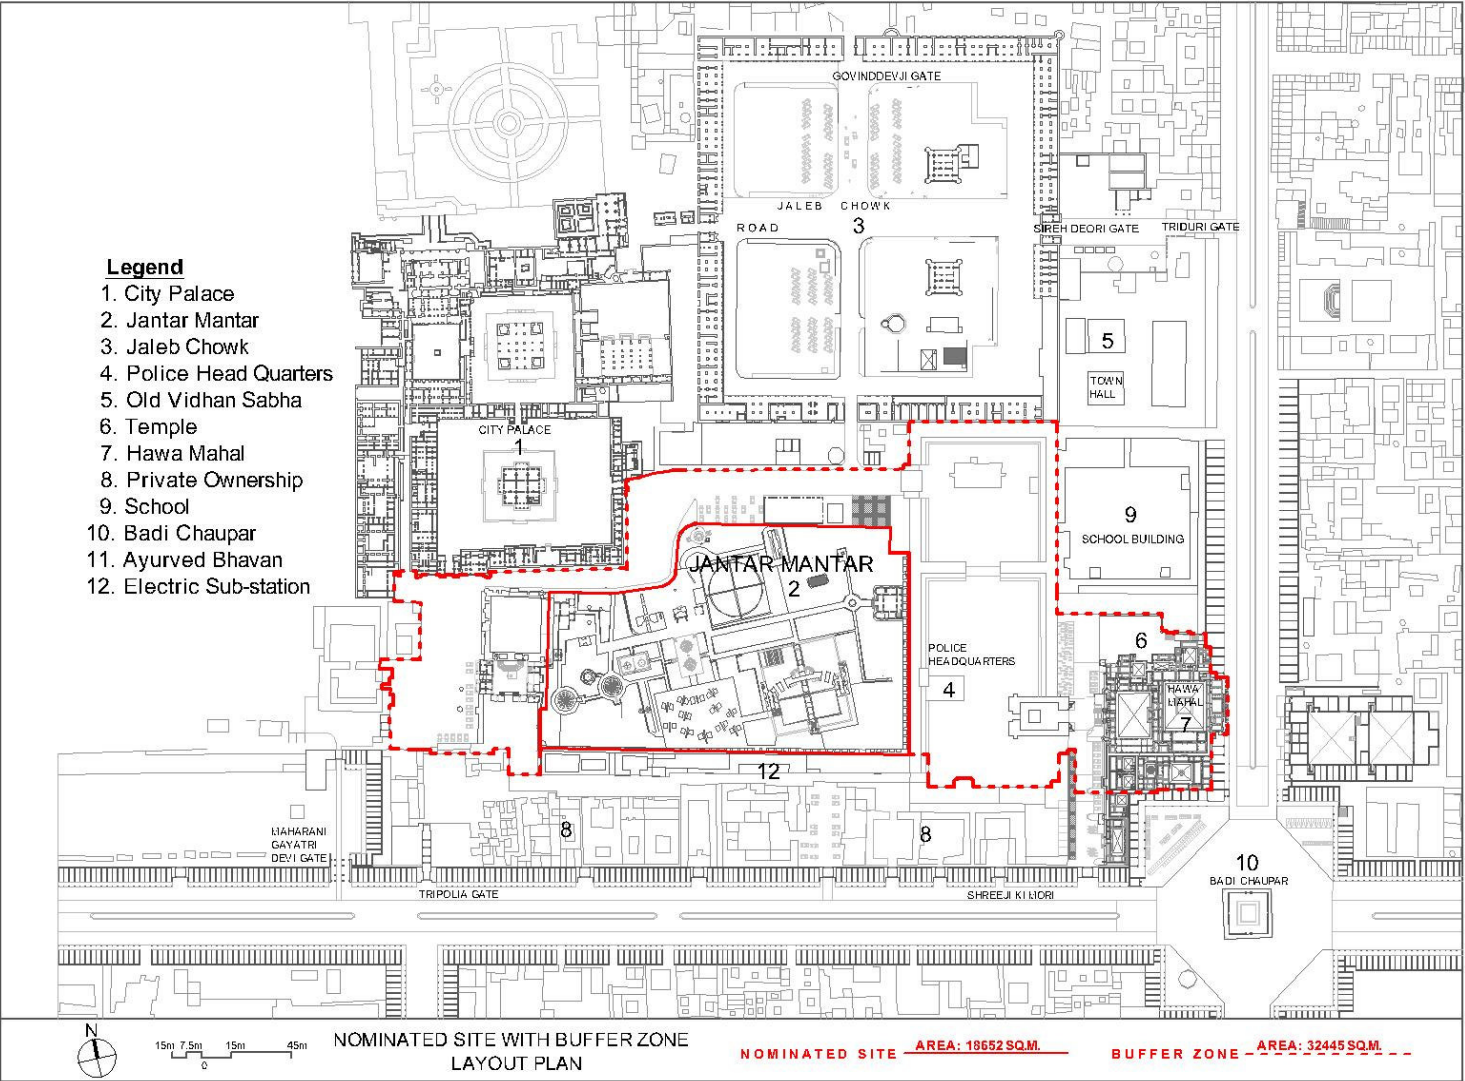 GOVINDDEVJI GATE
JALEB CHOWK
3
ROAD
SIREH DEORI GATE
TRIDURI GATE
Legend
1. City Palace
2. Jantar Mantar
3. Jaleb Chowk
4. Police Head Quarters
5. Old Vidhan Sabha
6. Temple
7. Hawa Mahal
8. Private Ownership
9. School
10. Badi Chaupar
11. Ayurved Bhavan
12. Electric Sub-station
5
TOWN
HALL
CITY PALACE
1
9
SCHOOL BUILDING
JANTAR MANTAR
2
POLICE
HEADQUARTERS
4
6
HAWA
MAHAL
7
12
8
8
MAHARANI
GAYATRI
DEVI GATE
10
BADI CHAUPAR
TRIPOLIA GATE
SHREEJI KI MORI
N
15m 7.5m 15m 45m
0
NOMINATED SITE WITH BUFFER ZONE
LAYOUT PLAN
NOMINATED SITE AREA: 18652 SQ.M.
BUFFER ZONE AREA: 32445 SQ.M.